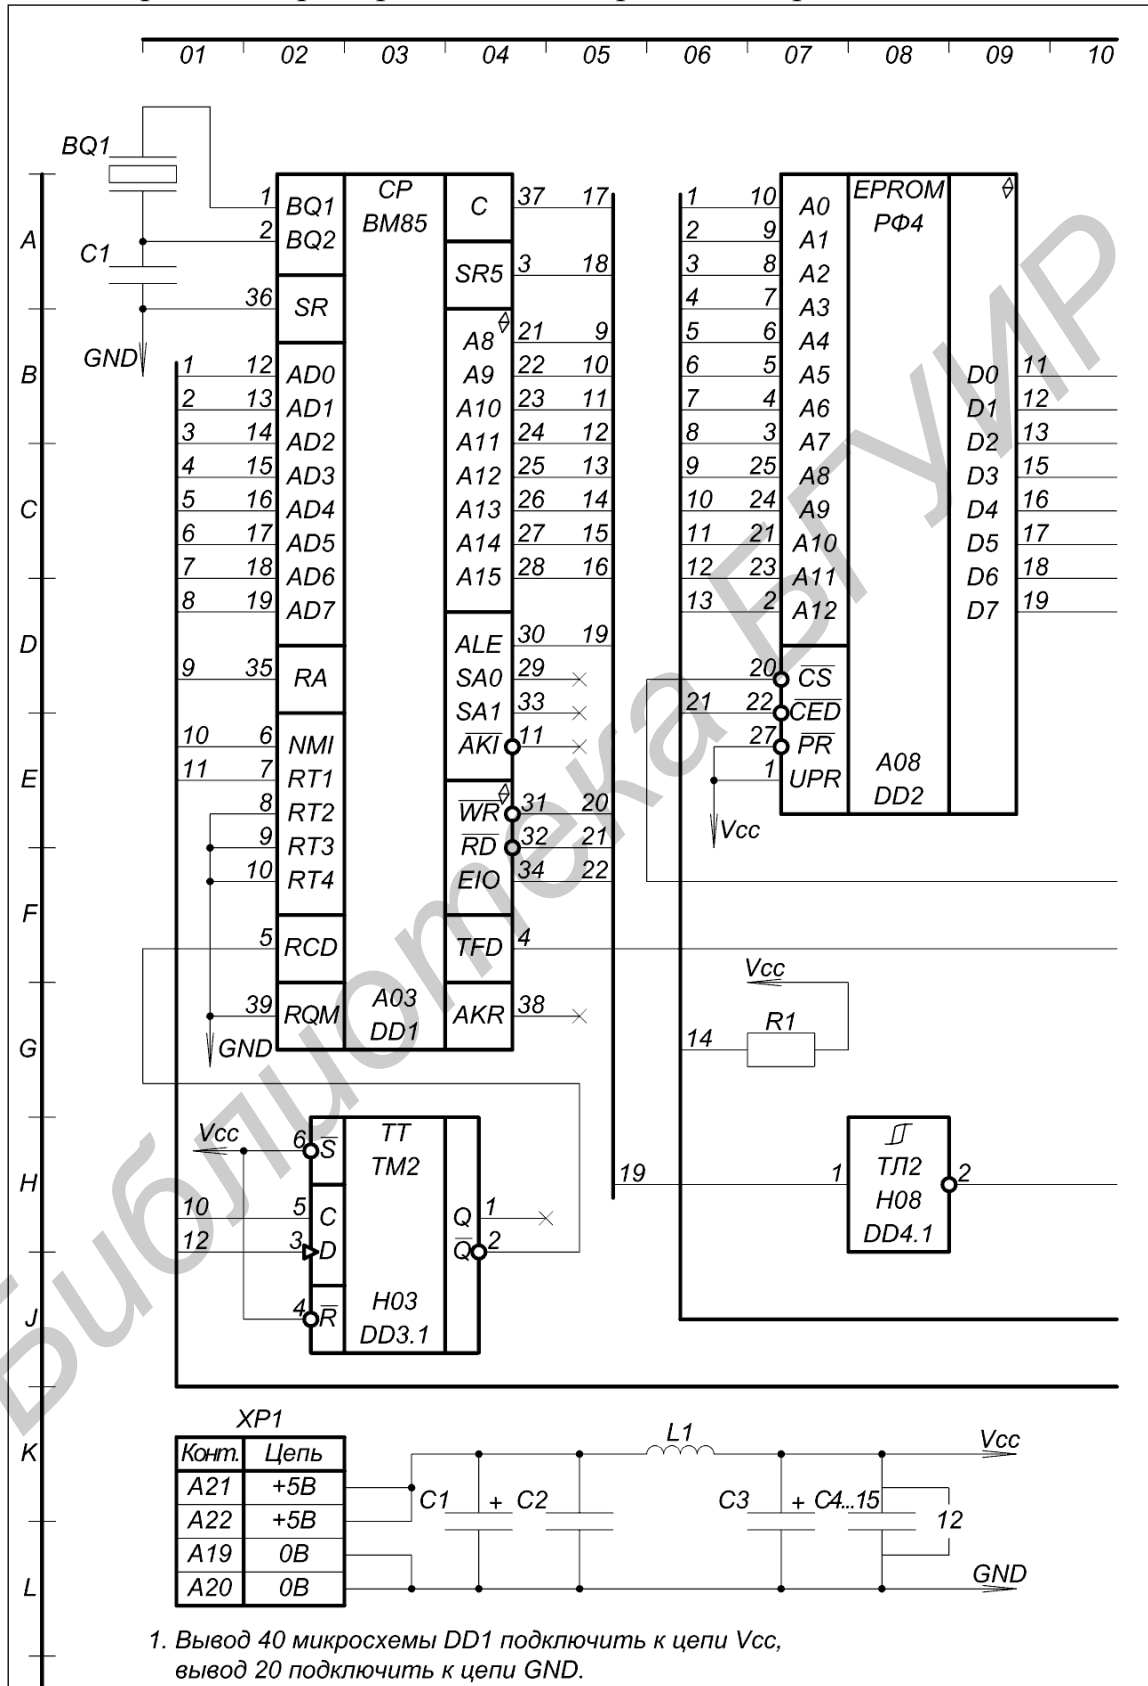 01 02 03 04 05 06 07 08 09 10
BQ1
C1
GND
A
B
C
D
E
F
G
H
J
K
L
CP
BM85
A03
DD1
1 BQ1
2 BQ2
36 SR
1 12 AD0
2 13 AD1
3 14 AD2
4 15 AD3
5 16 AD4
6 17 AD5
7 18 AD6
8 19 AD7
9 35 RA
10 6 NMI
11 7 RT1
8 RT2
9 RT3
10 RT4
5 RCD
39 RQM
GND
C 37 17
SR5 3 18
A8 21 9
A9 22 10
A10 23 11
A11 24 12
A12 25 13
A13 26 14
A14 27 15
A15 28 16
ALE 30 19
SA0 29
SA1 33
AKI 11
WR 31 20
RD 32 21
EIO 34 22
TFD 4
AKR 38
EPROM
РФ4
A08
DD2
1 10 A0
2 9 A1
3 8 A2
4 7 A3
5 6 A4
6 5 A5
7 4 A6
8 3 A7
9 25 A8
10 24 A9
11 21 A10
12 23 A11
13 2 A12
20 CS
21 22 CED
27 PR
1 UPR
Vcc
D0 11
D1 12
D2 13
D3 15
D4 16
D5 17
D6 18
D7 19
Vcc
14 R1
Vcc
6 S
10 5 C
12 3 D
4 R
TT
TM2
H03
DD3.1
Q 1
Q 2
19 1
ТЛ2
H08
DD4.1
2
XP1
Конт. Цепь
A21 +5В
A22 +5В
A19 0В
A20 0В
C1 + C2
L1
C3 + C4...15
12
Vcc
GND
1. Вывод 40 микросхемы DD1 подключить к цепи Vcc,
вывод 20 подключить к цепи GND.
Библиотека БГУИР